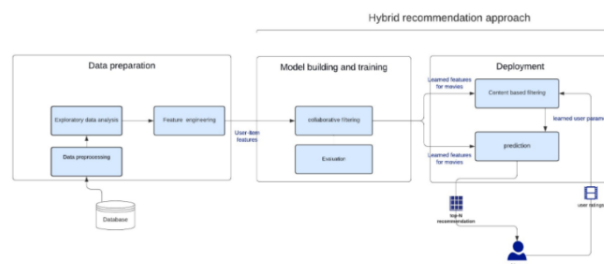 Hybrid recommendation approach
Data preparation
Model building and training
Deployment
Exploratory data analysis
Feature engineering
Data preprocessing
Database
User-item
features
collaborative filtering
Evaluation
Learned features
for movies
Learned features
for movies
Content based filtering
learned user params
prediction
top-N
recommendation
user ratings